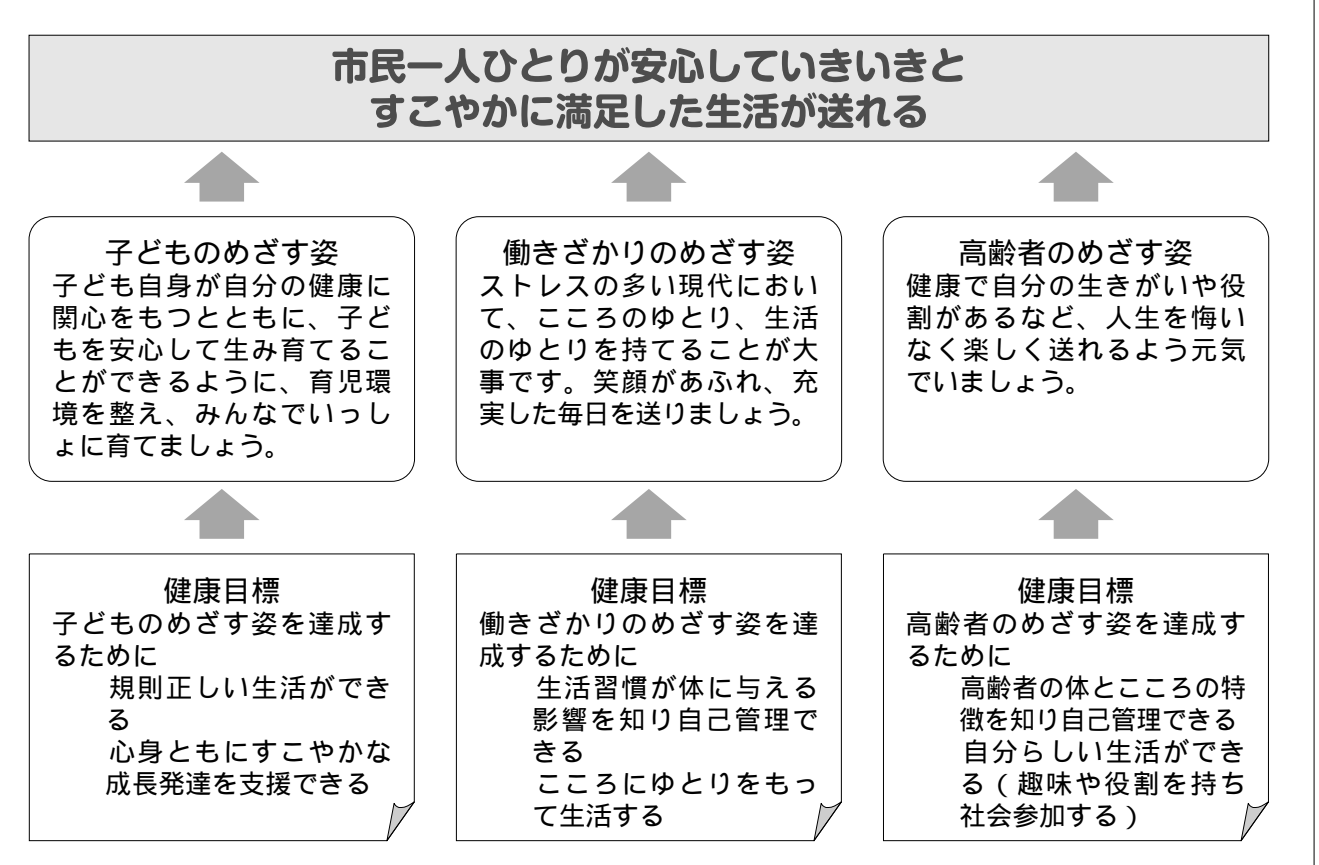 市民一人ひとりが安心していきいきと
すこやかに満足した生活が送れる
子どものめざす姿
子ども自身が自分の健康に
関心をもつとともに、子ど
もを安心して生み育てるこ
とができるように、育児環
境を整え、みんなでいっし
ょに育てましょう。
働きざかりのめざす姿
ストレスの多い現代におい
て、こころのゆとり、生活
のゆとりを持てることが大
事です。笑顔があふれ、充
実した毎日を送りましょう。
高齢者のめざす姿
健康で自分の生きがいや役
割があるなど、人生を悔い
なく楽しく送れるよう元気
でいましょう。
健康目標
子どものめざす姿を達成す
るために
規則正しい生活ができ
る
心身ともにすこやかな
成長発達を支援できる
健康目標
働きざかりのめざす姿を達
成するために
生活習慣が体に与える
影響を知り自己管理で
きる
こころにゆとりをもっ
て生活する
健康目標
高齢者のめざす姿を達成す
るために
高齢者の体とこころの特
徴を知り自己管理できる
自分らしい生活ができ
る(趣味や役割を持ち
社会参加する)